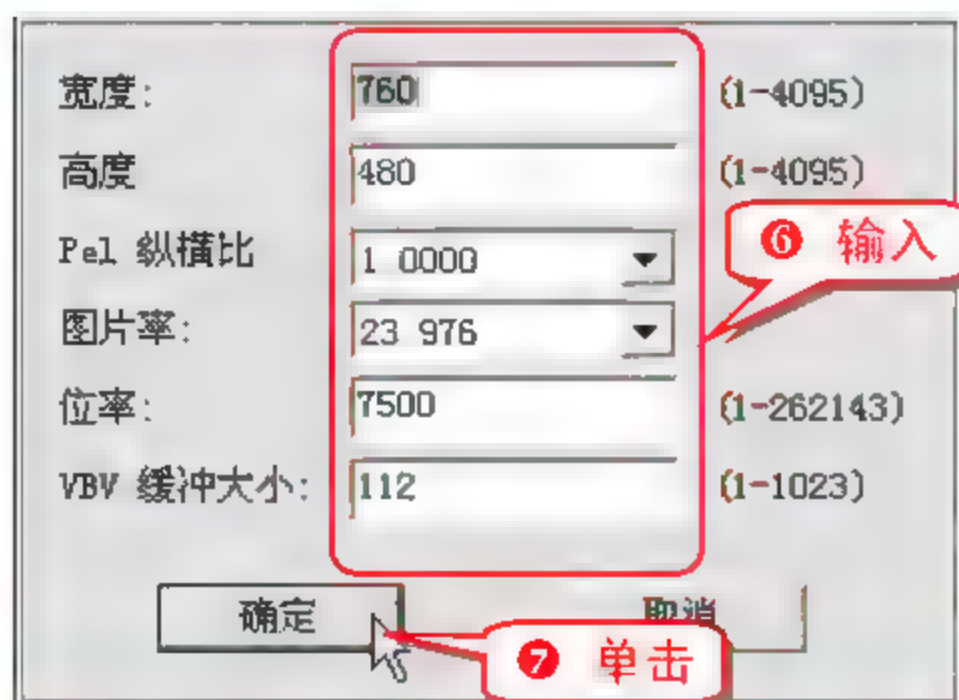 宽度: 760 (1-4095)
高度 480 (1-4095)
Pel 纵横比 1 0000
❻ 输入
图片率: 23 976
位率: 7500 (1-262143)
VBV 缓冲大小: 112 (1-1023)
确定 取消
❼ 单击